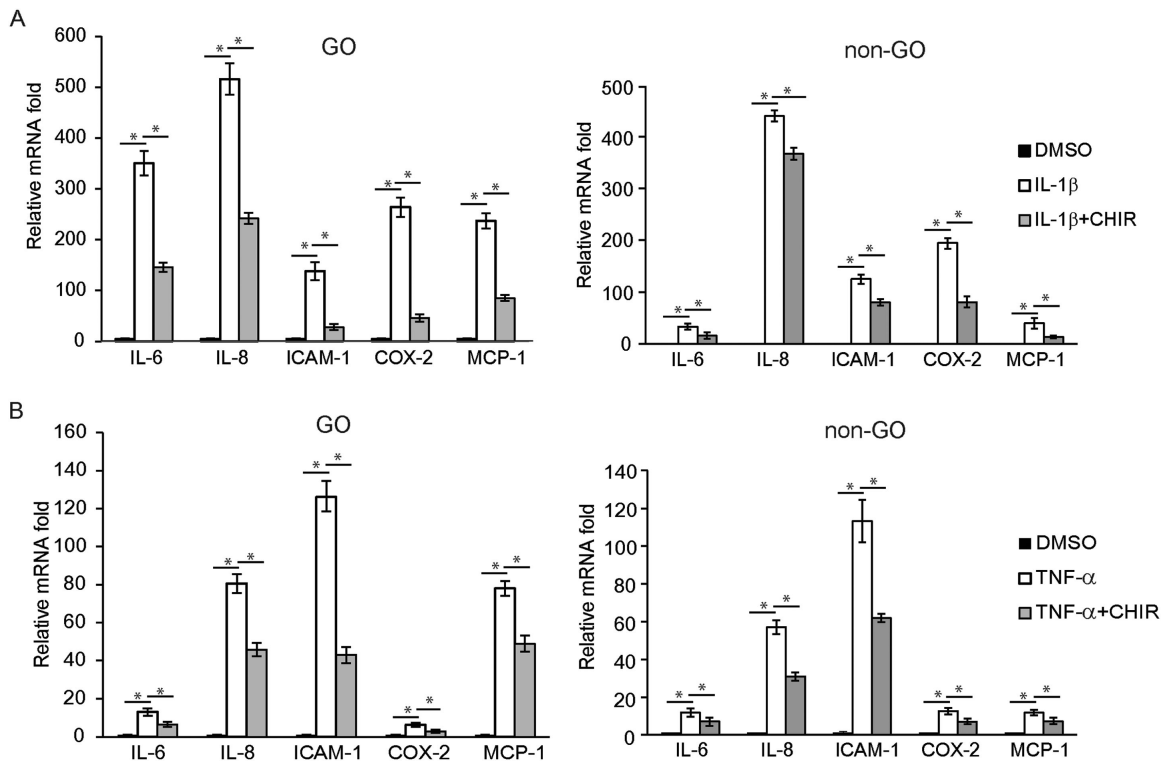 A
GO
Relative mRNA fold
600
500
400
300
200
100
0
* * * * * * * * * *
IL-6 IL-8 ICAM-1 COX-2 MCP-1
non-GO
Relative mRNA fold
500
400
300
200
100
0
* * * * * * * * * *
IL-6 IL-8 ICAM-1 COX-2 MCP-1
DMSO
IL-1β
IL-1β+CHIR
B
GO
Relative mRNA fold
160
140
120
100
80
60
40
20
0
* * * * * * * * * *
IL-6 IL-8 ICAM-1 COX-2 MCP-1
non-GO
Relative mRNA fold
140
120
100
80
60
40
20
0
* * * * * * * * * *
IL-6 IL-8 ICAM-1 COX-2 MCP-1
DMSO
TNF-α
TNF-α+CHIR